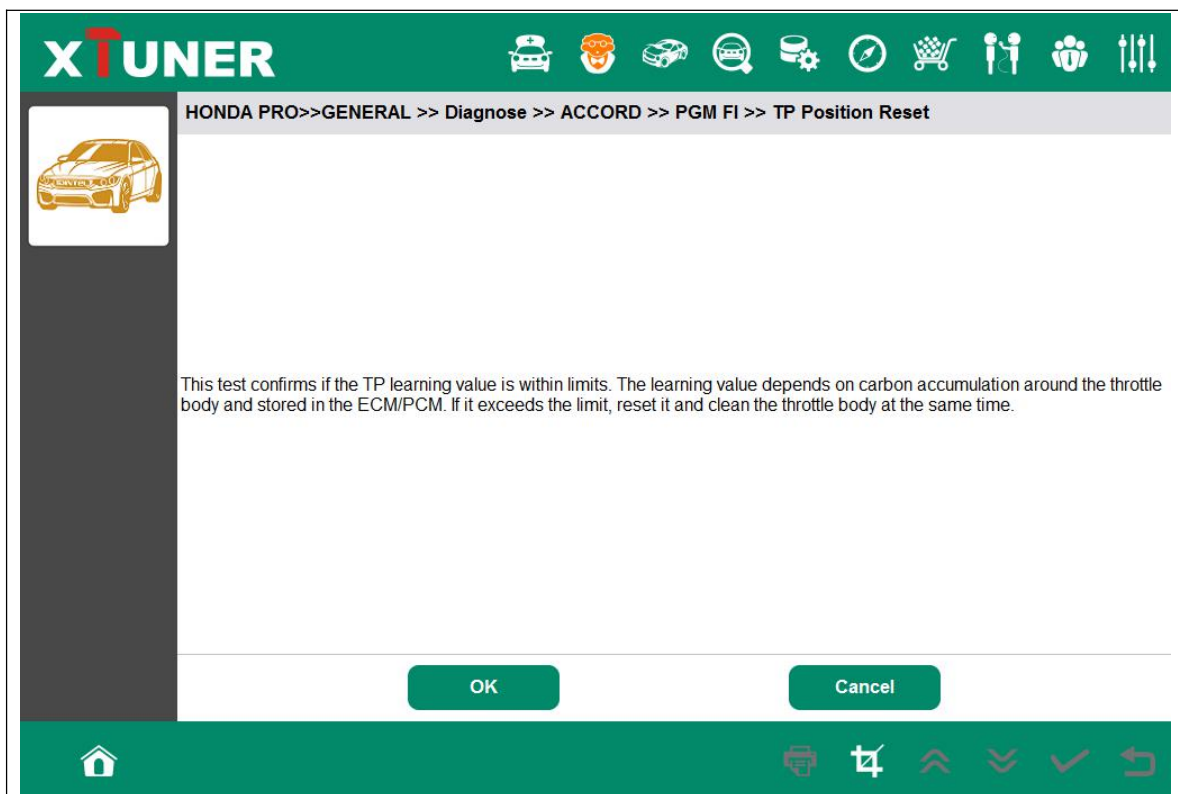 XTUNER
HONDA PRO>>GENERAL >> Diagnose >> ACCORD >> PGM FI >> TP Position Reset
This test confirms if the TP learning value is within limits. The learning value depends on carbon accumulation around the throttle
body and stored in the ECM/PCM. If it exceeds the limit, reset it and clean the throttle body at the same time.
OK Cancel